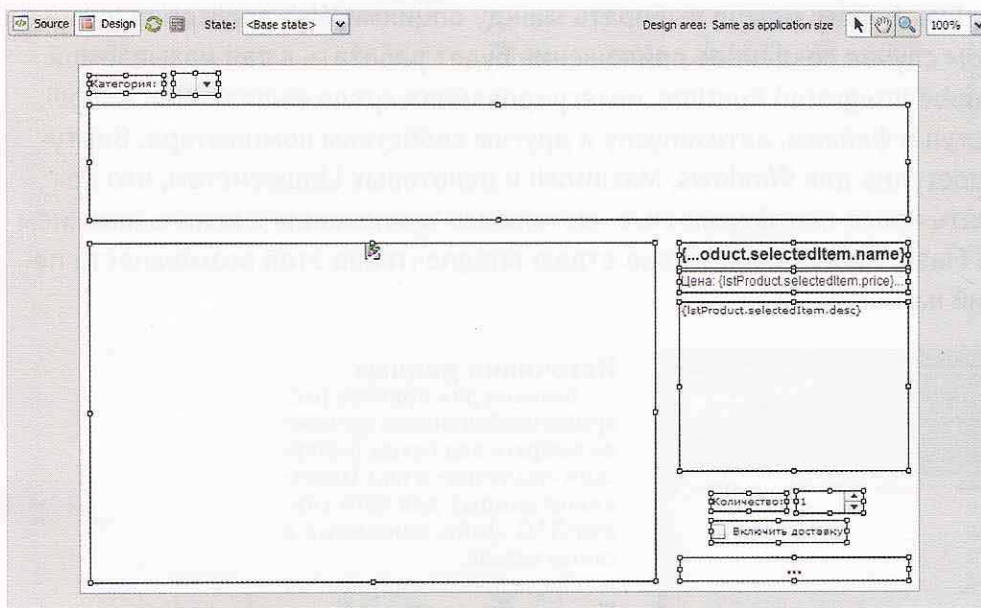 Source Design State: <Base state> Design area: Same as application size 100%
Категория:
{...oduct.selectedItem.name}
Цена: {lstProduct.selectedItem.price}...
{lstProduct.selectedItem.desc}
Количество: 1
Включить доставку
...